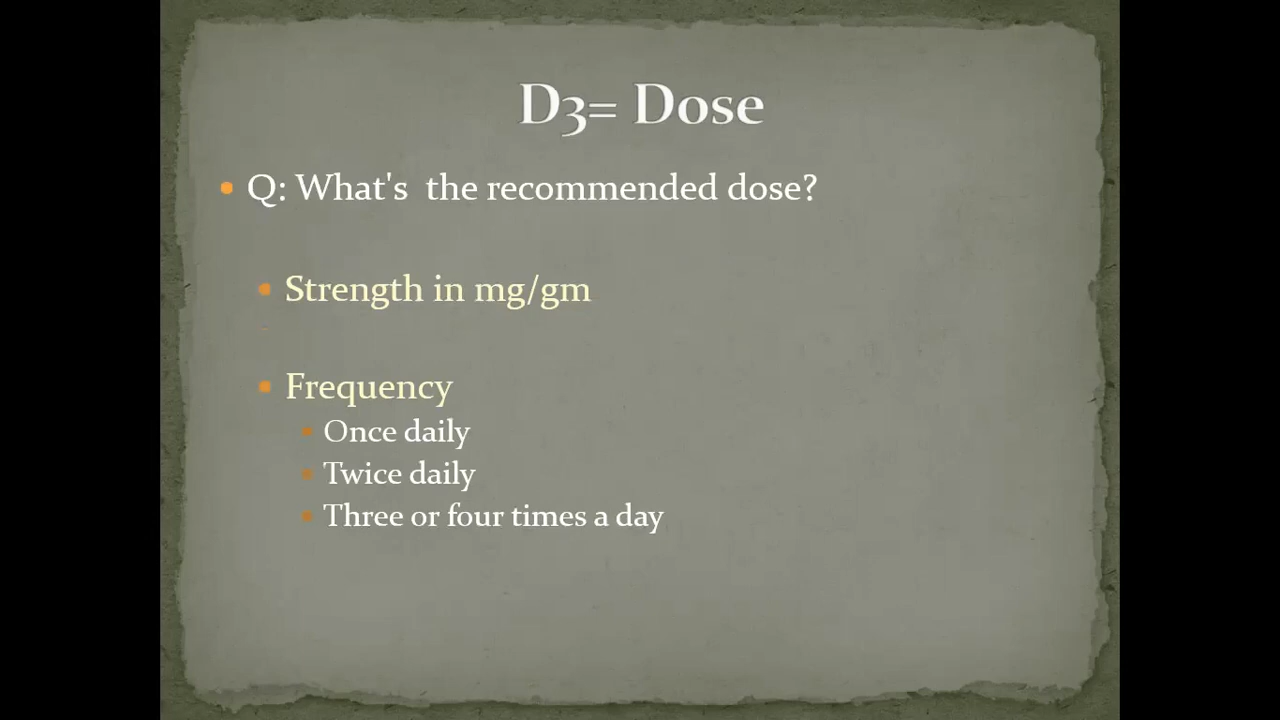 D3= Dose
Q: What's  the recommended dose?
Strength in mg/gm
Frequency
Once daily
Twice daily
Three or four times a day